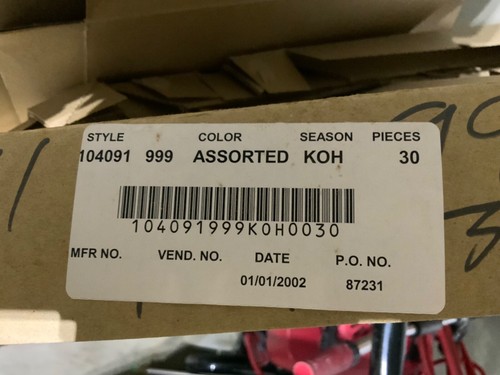 STYLE COLOR SEASON PIECES
104091 999 ASSORTED KOH 30
104091999K0H0030
MFR NO. VEND. NO. DATE P.O. NO.
01/01/2002 87231